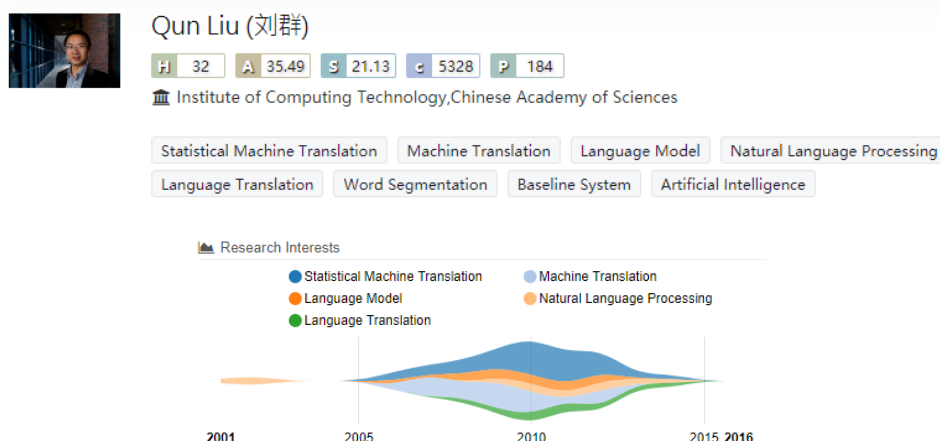 Qun Liu (刘群)
H 32 A 35.49 S 21.13 c 5328 P 184
Institute of Computing Technology,Chinese Academy of Sciences
Statistical Machine Translation Machine Translation Language Model Natural Language Processing
Language Translation Word Segmentation Baseline System Artificial Intelligence
Research Interests
Statistical Machine Translation Machine Translation
Language Model Natural Language Processing
Language Translation
2001 2005 2010 2015 2016